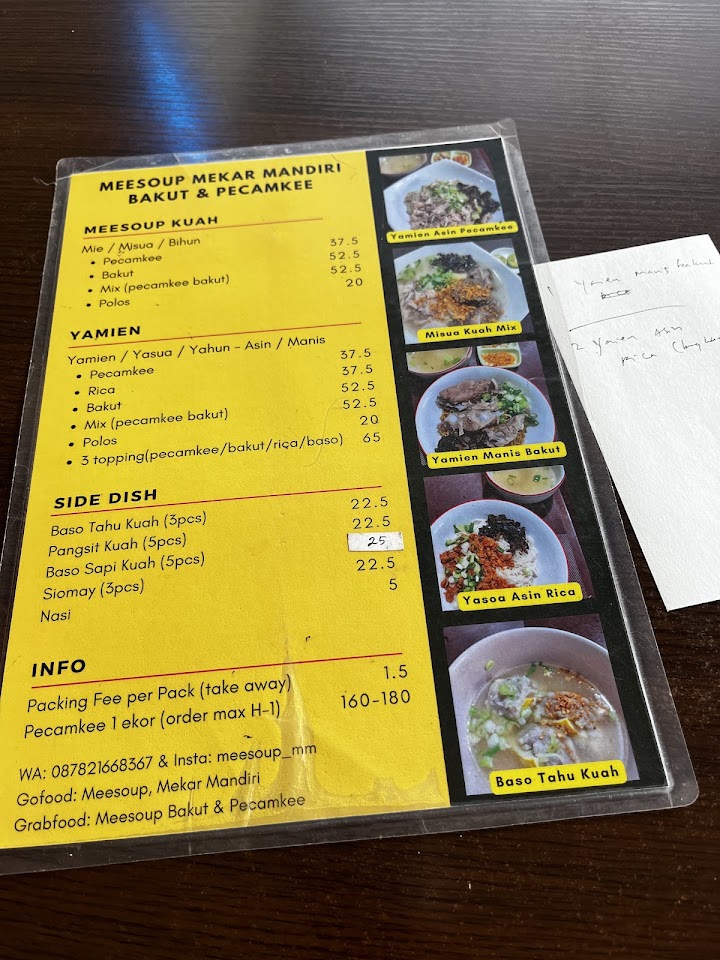 MEESOUP MEKAR MANDIRI
BAKUT & PECAMKEE
MEESOUP KUAH
Mie / Misua / Bihun
• Pecamkee 37.5
• Bakut 52.5
• Mix (pecamkee bakut) 52.5
• Polos 20
YAMIEN
Yamien / Yasua / Yahun - Asin / Manis
• Pecamkee 37.5
• Rica 37.5
• Bakut 52.5
• Mix (pecamkee bakut) 52.5
• Polos 20
• 3 topping(pecamkee/bakut/rica/baso) 65
SIDE DISH
Baso Tahu Kuah (3pcs) 22.5
Pangsit Kuah (5pcs) 22.5
Baso Sapi Kuah (5pcs) 25
Siomay (3pcs) 22.5
Nasi 5
INFO
Packing Fee per Pack (take away) 1.5
Pecamkee 1 ekor (order max H-1) 160-180
WA: 087821668367 & Insta: meesoup_mm
Gofood: Meesoup, Mekar Mandiri
Grabfood: Meesoup Bakut & Pecamkee
Yamien Asin Pecamkee
Misua Kuah Mix
Yamien Manis Bakut
Yasoa Asin Rica
Baso Tahu Kuah
Yamien Manis bakut
2 Yamien Asin
rica